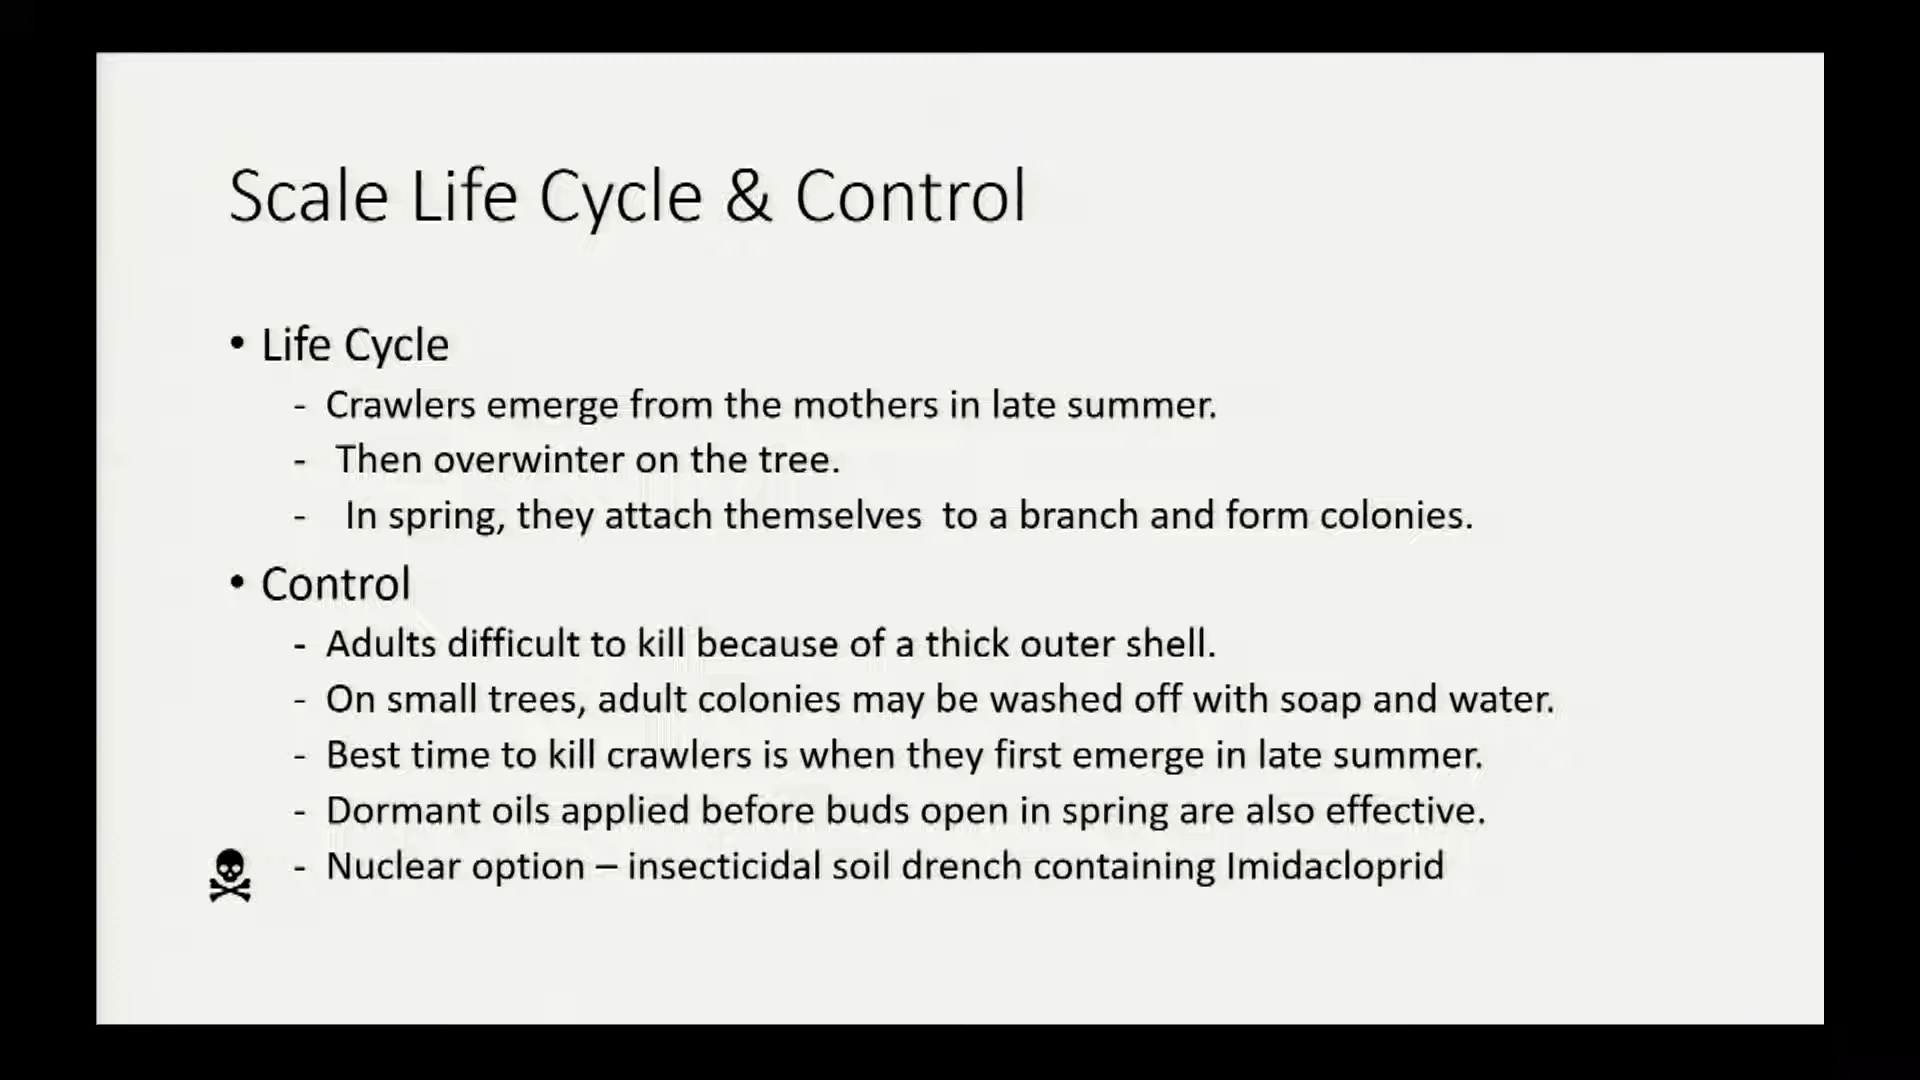 Scale Life Cycle & Control
• Life Cycle
- Crawlers emerge from the mothers in late summer.
- Then overwinter on the tree.
- In spring, they attach themselves to a branch and form colonies.
• Control
- Adults difficult to kill because of a thick outer shell.
- On small trees, adult colonies may be washed off with soap and water.
- Best time to kill crawlers is when they first emerge in late summer.
- Dormant oils applied before buds open in spring are also effective.
- Nuclear option – insecticidal soil drench containing Imidacloprid